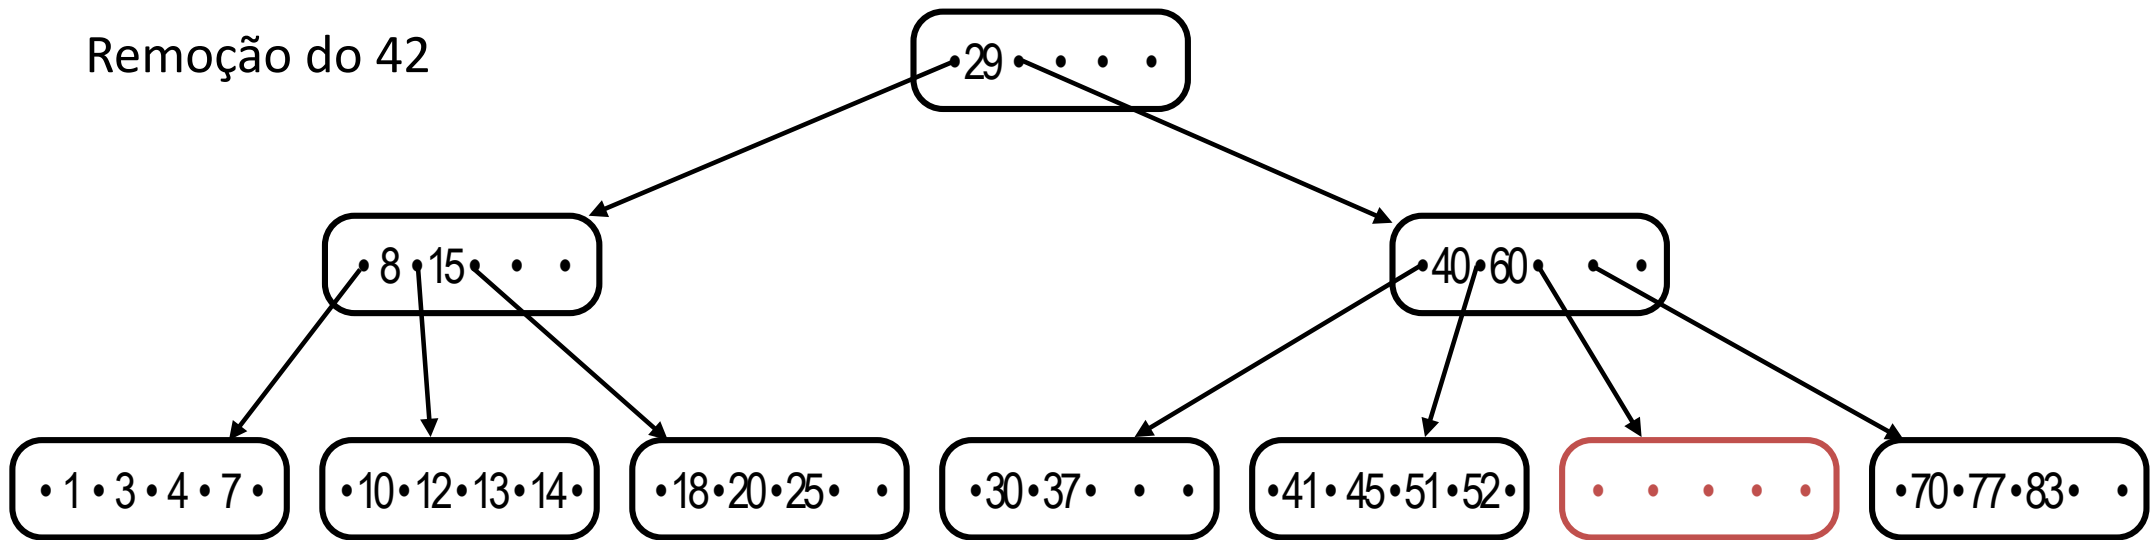 Remoção do 42
• 29 • • • •
• 8 • 15 • • •
• 40 • 60 • • •
• 1 • 3 • 4 • 7 •
• 10 • 12 • 13 • 14 •
• 18 • 20 • 25 • •
• 30 • 37 • • •
• 41 • 45 • 51 • 52 •
• • • • •
• 70 • 77 • 83 • •